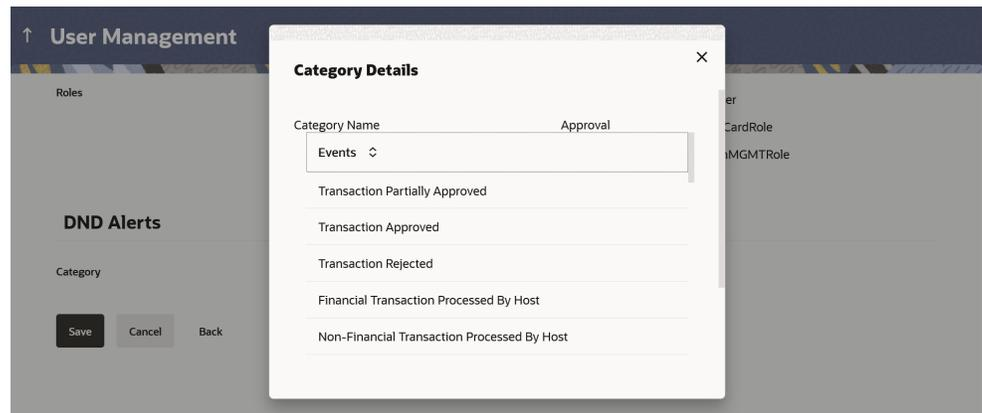 User Management
Category Details
Roles
Category Name Approval
CardRole
Events
Transaction Partially Approved
DND Alerts
Transaction Approved
Transaction Rejected
Category
Financial Transaction Processed By Host
Save Cancel Back
Non-Financial Transaction Processed By Host